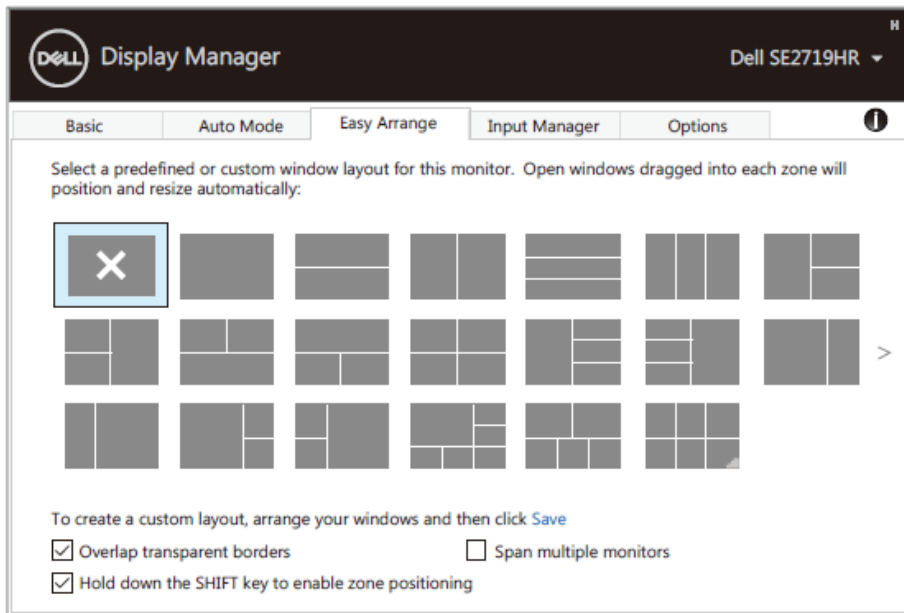 DELL Display Manager
Dell SE2719HR
Basic Auto Mode Easy Arrange Input Manager Options
Select a predefined or custom window layout for this monitor. Open windows dragged into each zone will
position and resize automatically:
>
To create a custom layout, arrange your windows and then click Save
Overlap transparent borders
Span multiple monitors
Hold down the SHIFT key to enable zone positioning